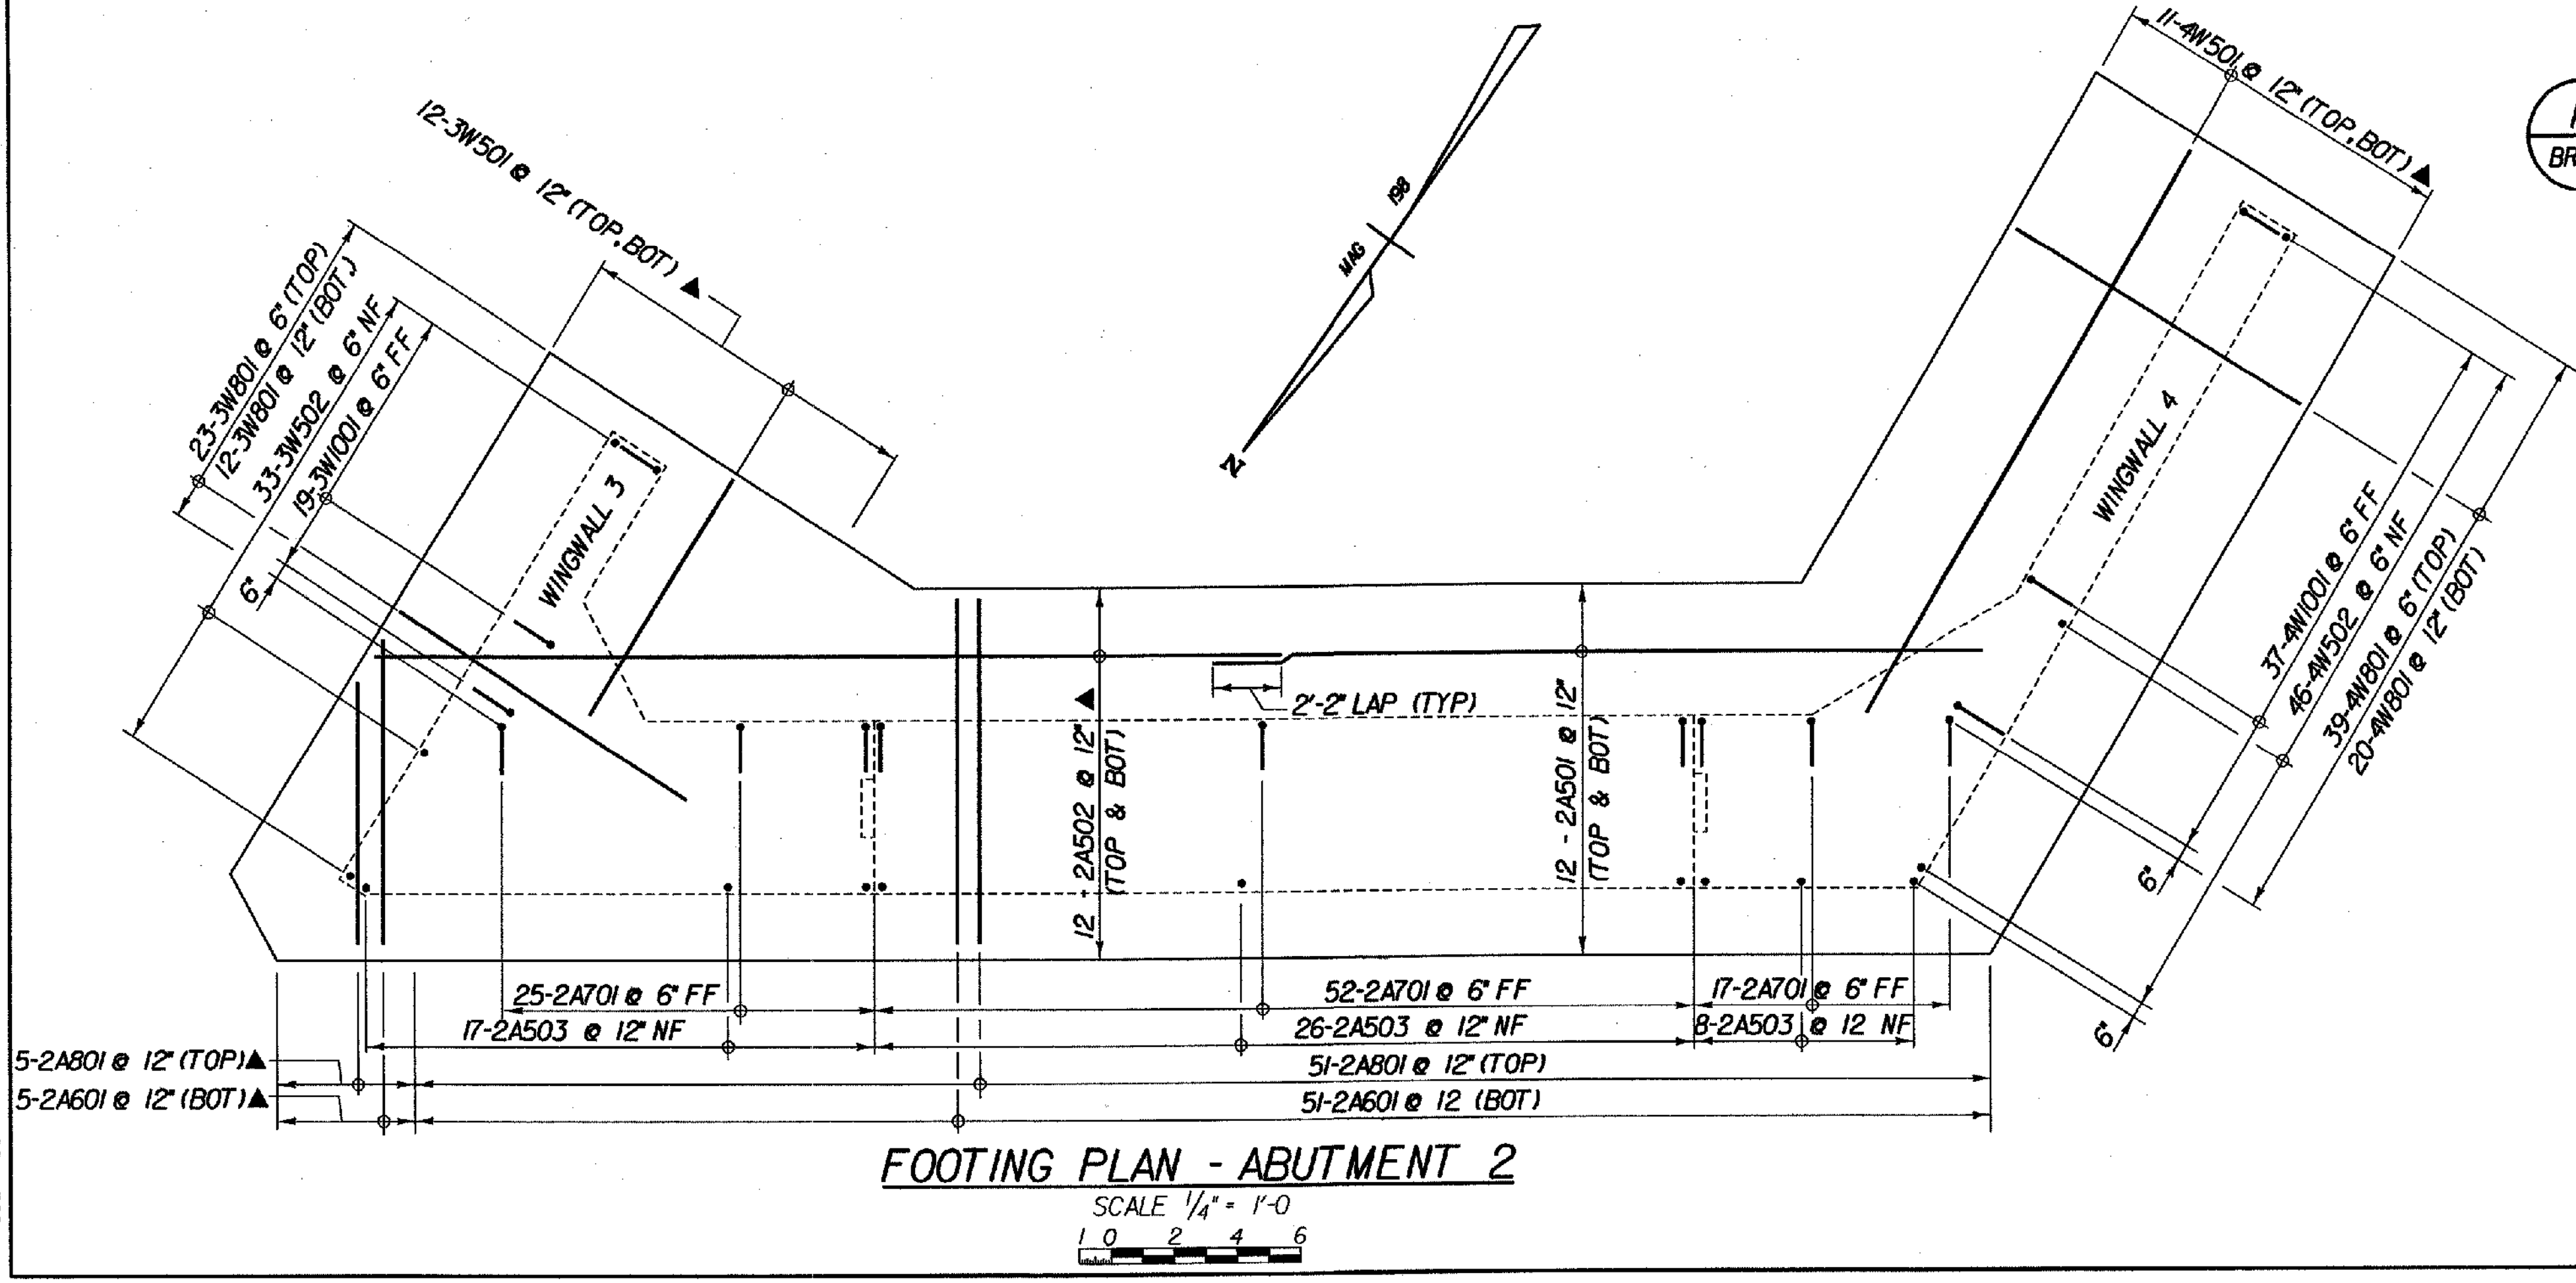 11-4W501 @ 12" (TOP, BOT) ▲
BR
12-3W501 @ 12" (TOP, BOT) ▲
MAG 198
N
23-3W801 @ 6" (TOP)
12-3W801 @ 12" (BOT.)
33-3W502 @ 6" NF
19-3W1001 @ 6" FF
6"
WINGWALL 3
WINGWALL 4
37-4W1001 @ 6" FF
46-4W502 @ 6" NF
39-4W801 @ 6" (TOP)
20-4W801 @ 12" (BOT)
6"
6"
2'-2" LAP (TYP)
12 - 2A502 @ 12" ▲
(TOP & BOT)
12 - 2A501 @ 12"
(TOP & BOT)
25-2A701 @ 6" FF
52-2A701 @ 6" FF
17-2A701 @ 6" FF
17-2A503 @ 12" NF
26-2A503 @ 12" NF
8-2A503 @ 12 NF
5-2A801 @ 12" (TOP)▲
51-2A801 @ 12" (TOP)
5-2A601 @ 12" (BOT)▲
51-2A601 @ 12 (BOT)
FOOTING PLAN - ABUTMENT 2
SCALE 1/4" = 1'-0
1 0 2 4 6